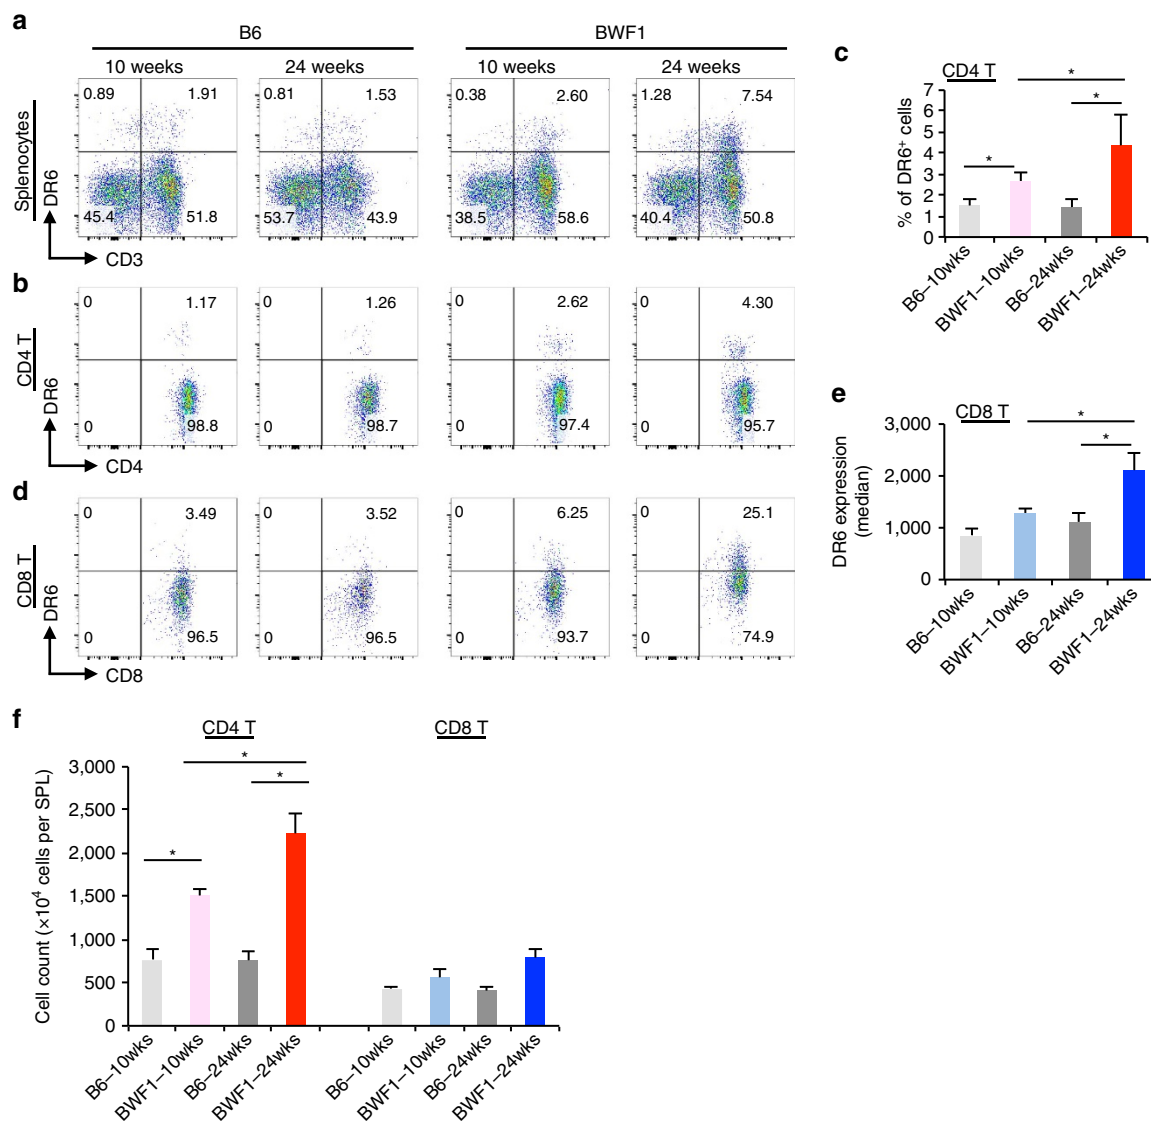 a
B6
BWF1
10 weeks
24 weeks
10 weeks
24 weeks
Splenocytes
DR6
0.89
1.91
45.4
51.8
0.81
1.53
53.7
43.9
0.38
2.60
38.5
58.6
1.28
7.54
40.4
50.8
CD3
b
CD4 T
DR6
0
1.17
0
98.8
0
1.26
0
98.7
0
2.62
0
97.4
0
4.30
0
95.7
CD4
c
CD4 T
*
*
*
% of DR6+ cells
7
6
5
4
3
2
1
0
B6–10wks
BWF1–10wks
B6–24wks
BWF1–24wks
d
CD8 T
DR6
0
3.49
0
96.5
0
3.52
0
96.5
0
6.25
0
93.7
0
25.1
0
74.9
CD8
e
CD8 T
*
*
DR6 expression
(median)
3,000
2,000
1,000
0
B6–10wks
BWF1–10wks
B6–24wks
BWF1–24wks
f
CD4 T
CD8 T
*
*
*
Cell count (×10⁴ cells per SPL)
3,000
2,500
2,000
1,500
1,000
500
0
B6–10wks
BWF1–10wks
B6–24wks
BWF1–24wks
B6–10wks
BWF1–10wks
B6–24wks
BWF1–24wks